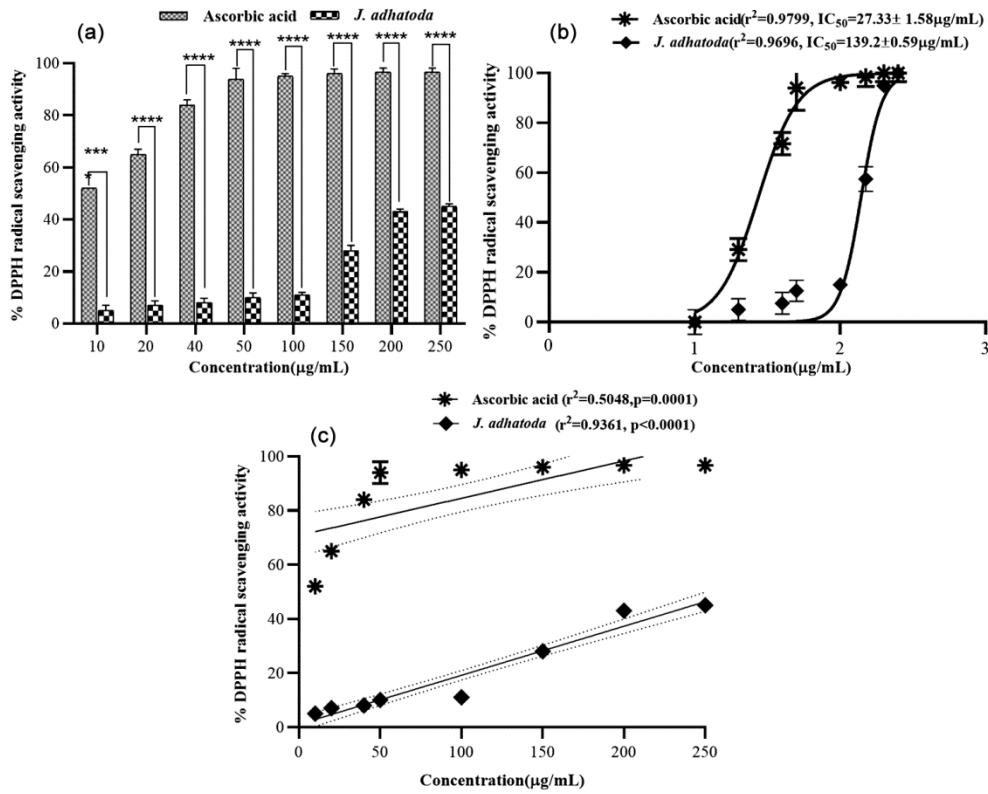 (a)
Ascorbic acid
J. adhatoda
% DPPH radical scavenging activity
100
80
60
40
20
0
***
*
****
****
****
****
****
****
****
10 20 40 50 100 150 200 250
Concentration(µg/mL)
(b)
Ascorbic acid(r²=0.9799, IC₅₀=27.33± 1.58µg/mL)
J. adhatoda(r²=0.9696, IC₅₀=139.2±0.59µg/mL)
% DPPH radical scavenging activity
100
80
60
40
20
0
0 1 2 3
Concentration(µg/mL)
(c)
Ascorbic acid (r²=0.5048,p=0.0001)
J. adhatoda (r²=0.9361, p<0.0001)
% DPPH radical scavenging activity
100
80
60
40
20
0
0 50 100 150 200 250
Concentration(µg/mL)